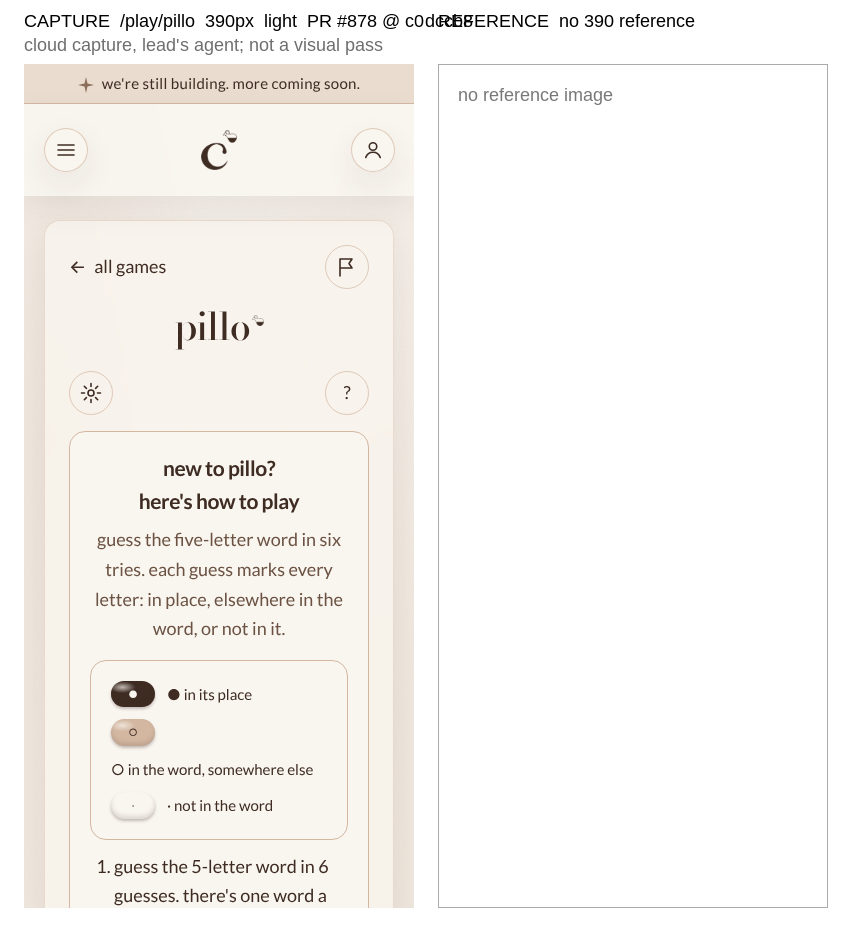 CAPTURE /play/pillo 390px light PR #878 @
REFERENCE no 390 reference
cloud capture, lead's agent; not a visual pass
no reference image
we're still building. more coming soon.
c
← all games
pillo
?
new to pillo?
here's how to play
guess the five-letter word in six
tries. each guess marks every
letter: in place, elsewhere in the
word, or not in it.
● in its place
○ in the word, somewhere else
· not in the word
1. guess the 5-letter word in 6
guesses. there's one word a